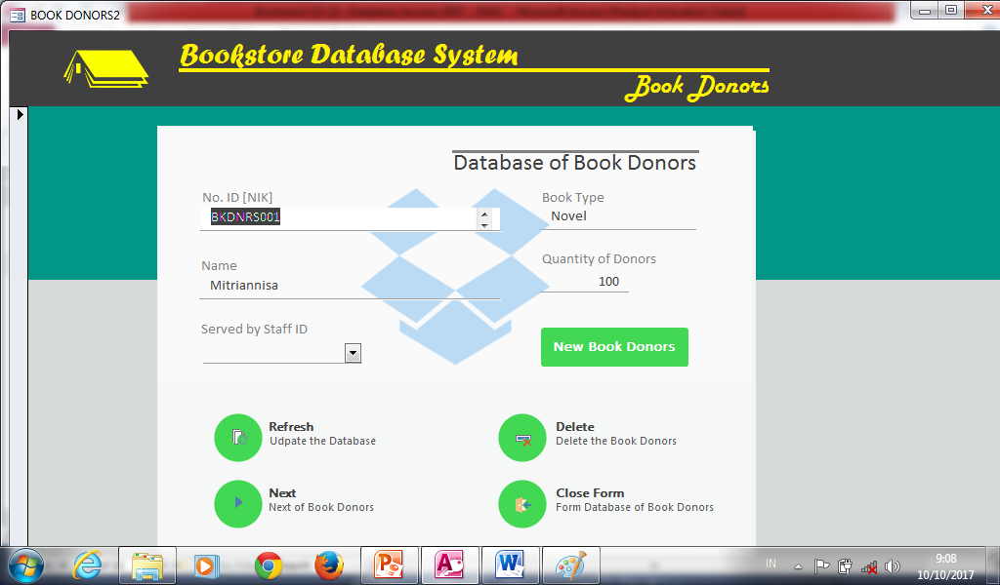 BOOK DONORS2
Bookstore Database System
Book Donors
Database of Book Donors
No. ID [NIK]
BKDNRS001
Book Type
Novel
Name
Mitriannisa
Quantity of Donors
100
Served by Staff ID
New Book Donors
Refresh
Udpate the Database
Delete
Delete the Book Donors
Next
Next of Book Donors
Close Form
Form Database of Book Donors
IN
9:08
10/10/2017